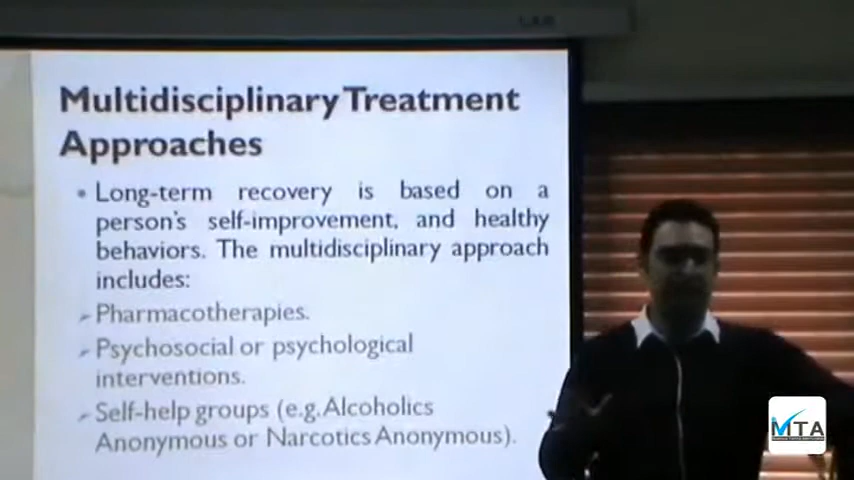 Multidisciplinary Treatment
Approaches
Long-term recovery is based on a
person's self-improvement, and healthy
behaviors. The multidisciplinary approach
includes:
Pharmacotherapies.
Psychosocial or psychological
interventions.
Self-help groups (e.g. Alcoholics
Anonymous or Narcotics Anonymous).
MTA